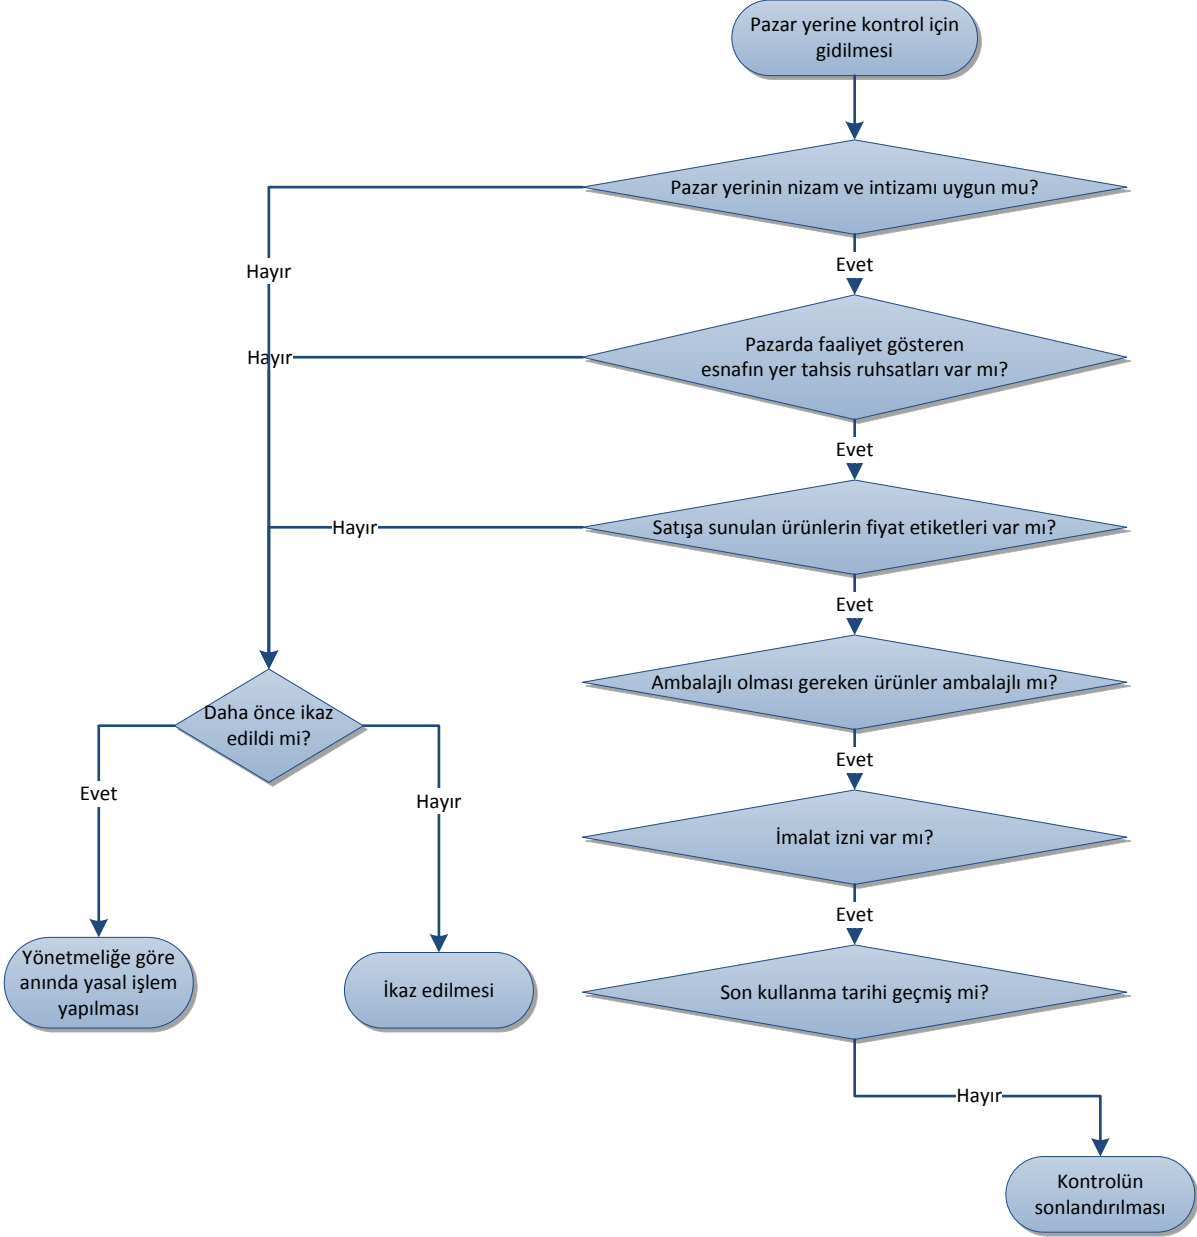 Pazar yerine kontrol için
gidilmesi
Pazar yerinin nizam ve intizamı uygun mu?
Hayır
Evet
Pazarda faaliyet gösteren
esnafın yer tahsis ruhsatları var mı?
Hayır
Evet
Satışa sunulan ürünlerin fiyat etiketleri var mı?
Hayır
Evet
Ambalajlı olması gereken ürünler ambalajlı mı?
Daha önce ikaz
edildi mi?
Evet
Evet
Hayır
İmalat izni var mı?
Evet
Yönetmeliğe göre
anında yasal işlem
yapılması
İkaz edilmesi
Son kullanma tarihi geçmiş mi?
Hayır
Kontrolün
sonlandırılması